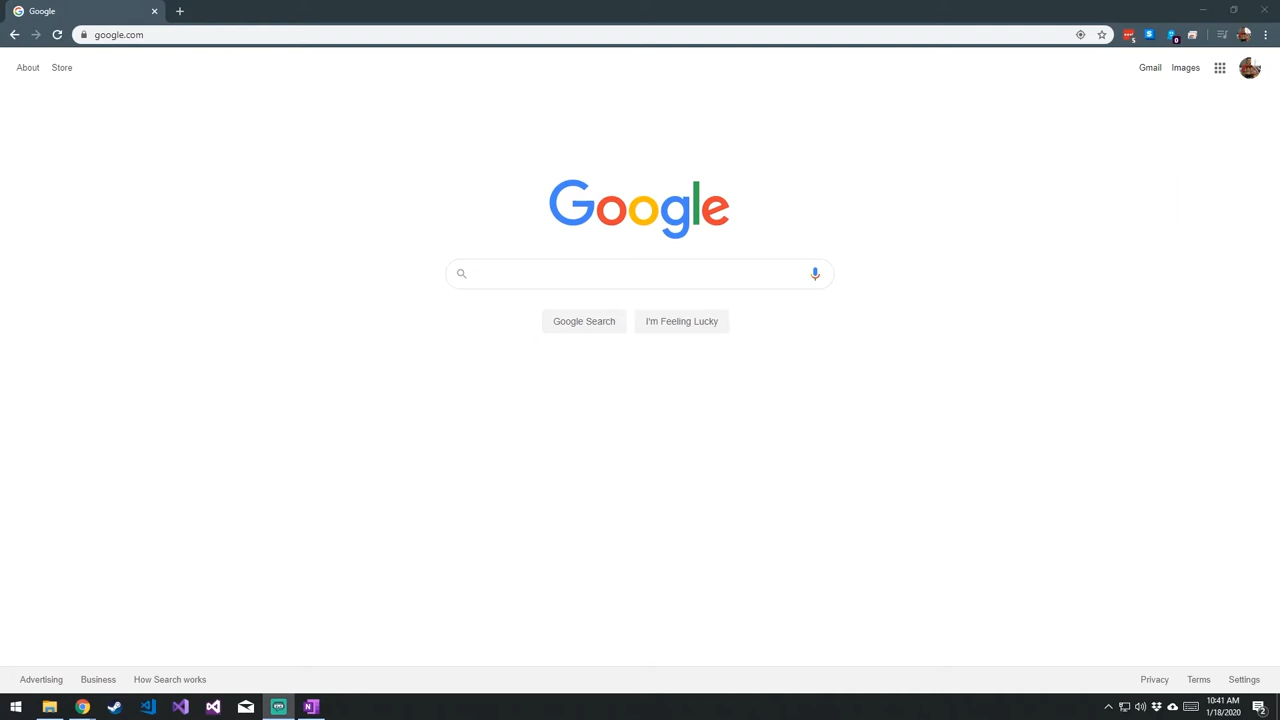 Google
google.com
About Store
Gmail Images
Google
Google Search I'm Feeling Lucky
Advertising Business How Search works
Privacy Terms Settings
10:41 AM
1/18/2020